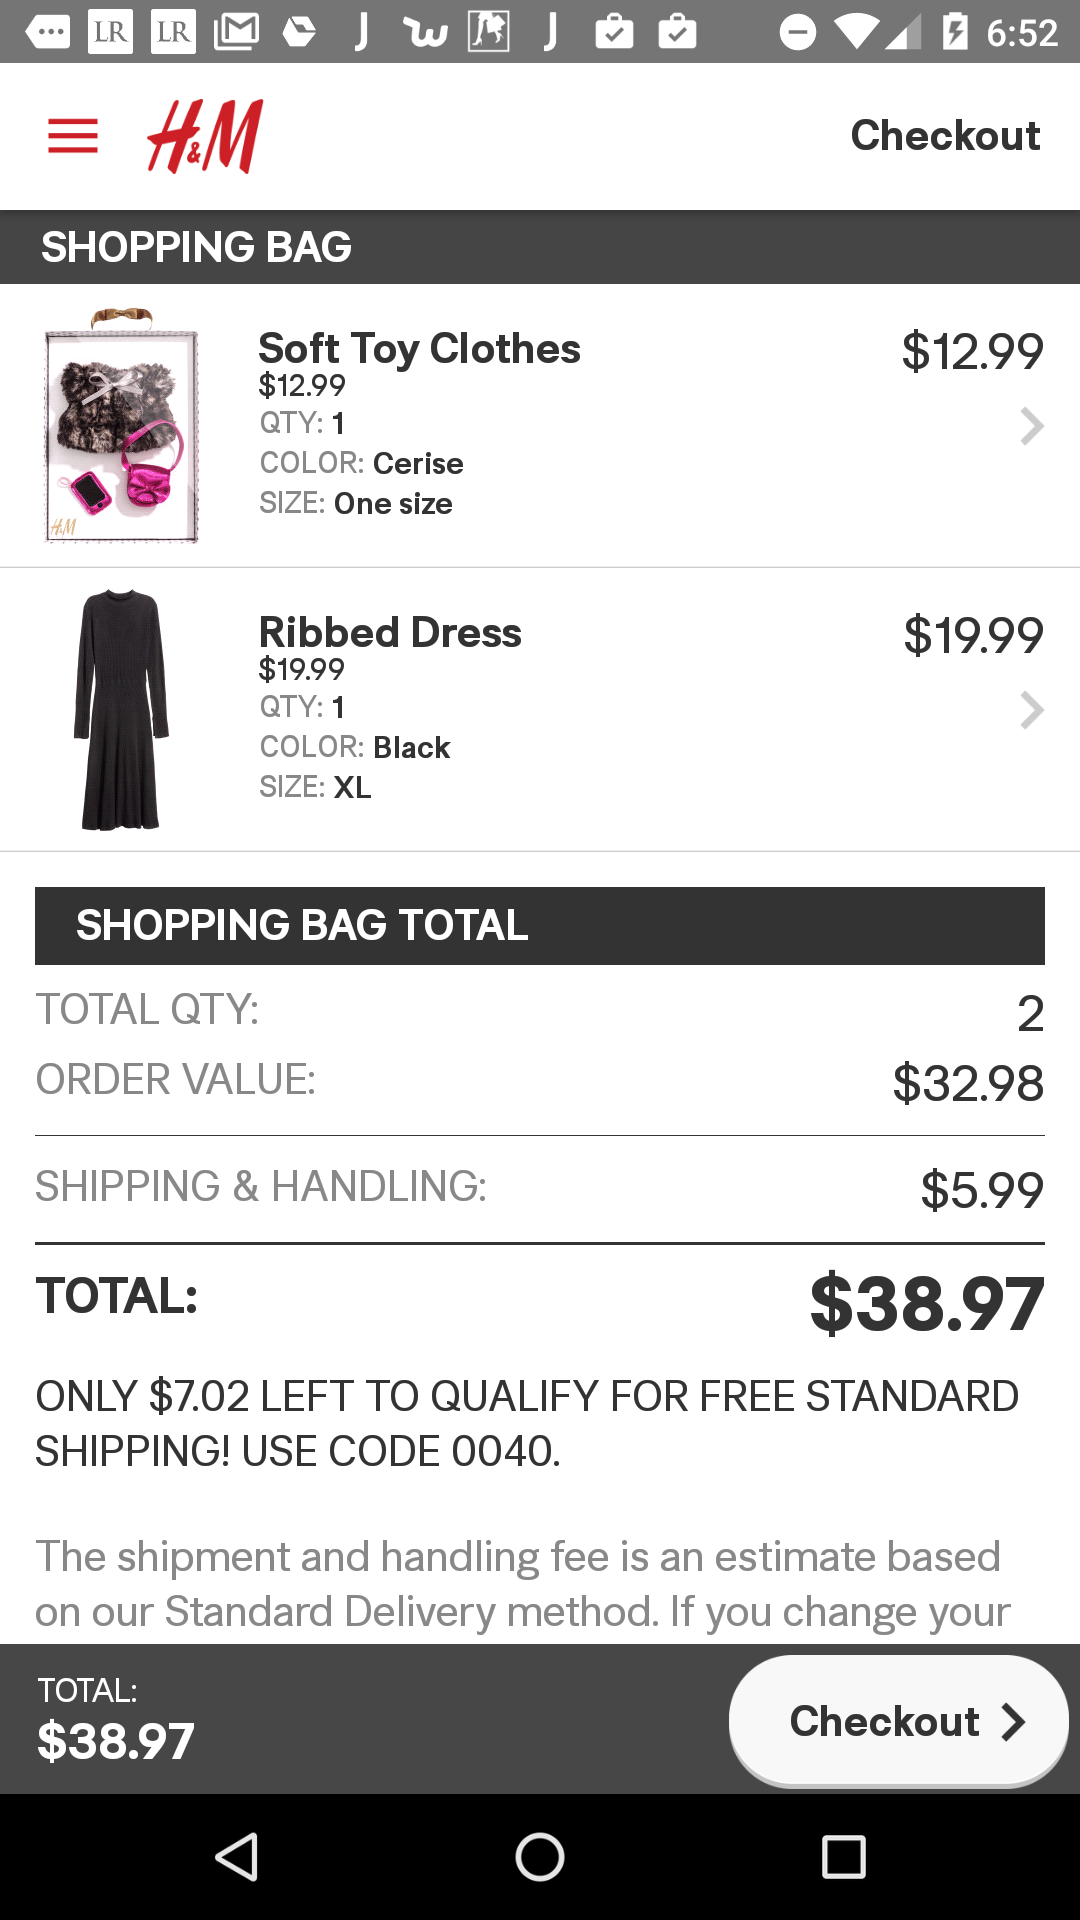 LR LR J J 6:52
H&M Checkout
SHOPPING BAG
Soft Toy Clothes $12.99
$12.99
QTY: 1
COLOR: Cerise
SIZE: One size
H&M
Ribbed Dress $19.99
$19.99
QTY: 1
COLOR: Black
SIZE: XL
SHOPPING BAG TOTAL
TOTAL QTY: 2
ORDER VALUE: $32.98
SHIPPING & HANDLING: $5.99
TOTAL: $38.97
ONLY $7.02 LEFT TO QUALIFY FOR FREE STANDARD
SHIPPING! USE CODE 0040.
The shipment and handling fee is an estimate based
on our Standard Delivery method. If you change your
TOTAL:
$38.97
Checkout